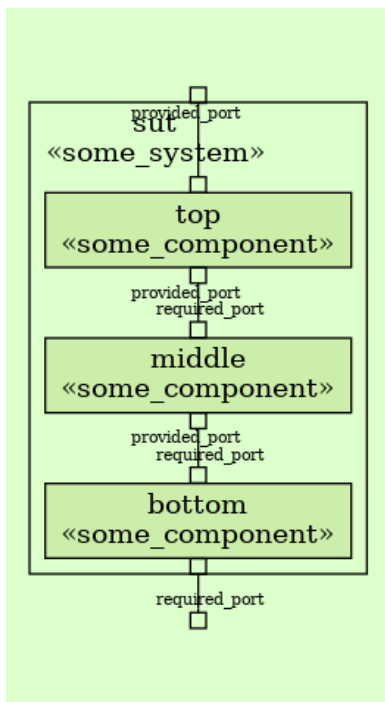 provided_port
sut
«some_system»
top
«some_component»
provided_port
required_port
middle
«some_component»
provided_port
required_port
bottom
«some_component»
required_port